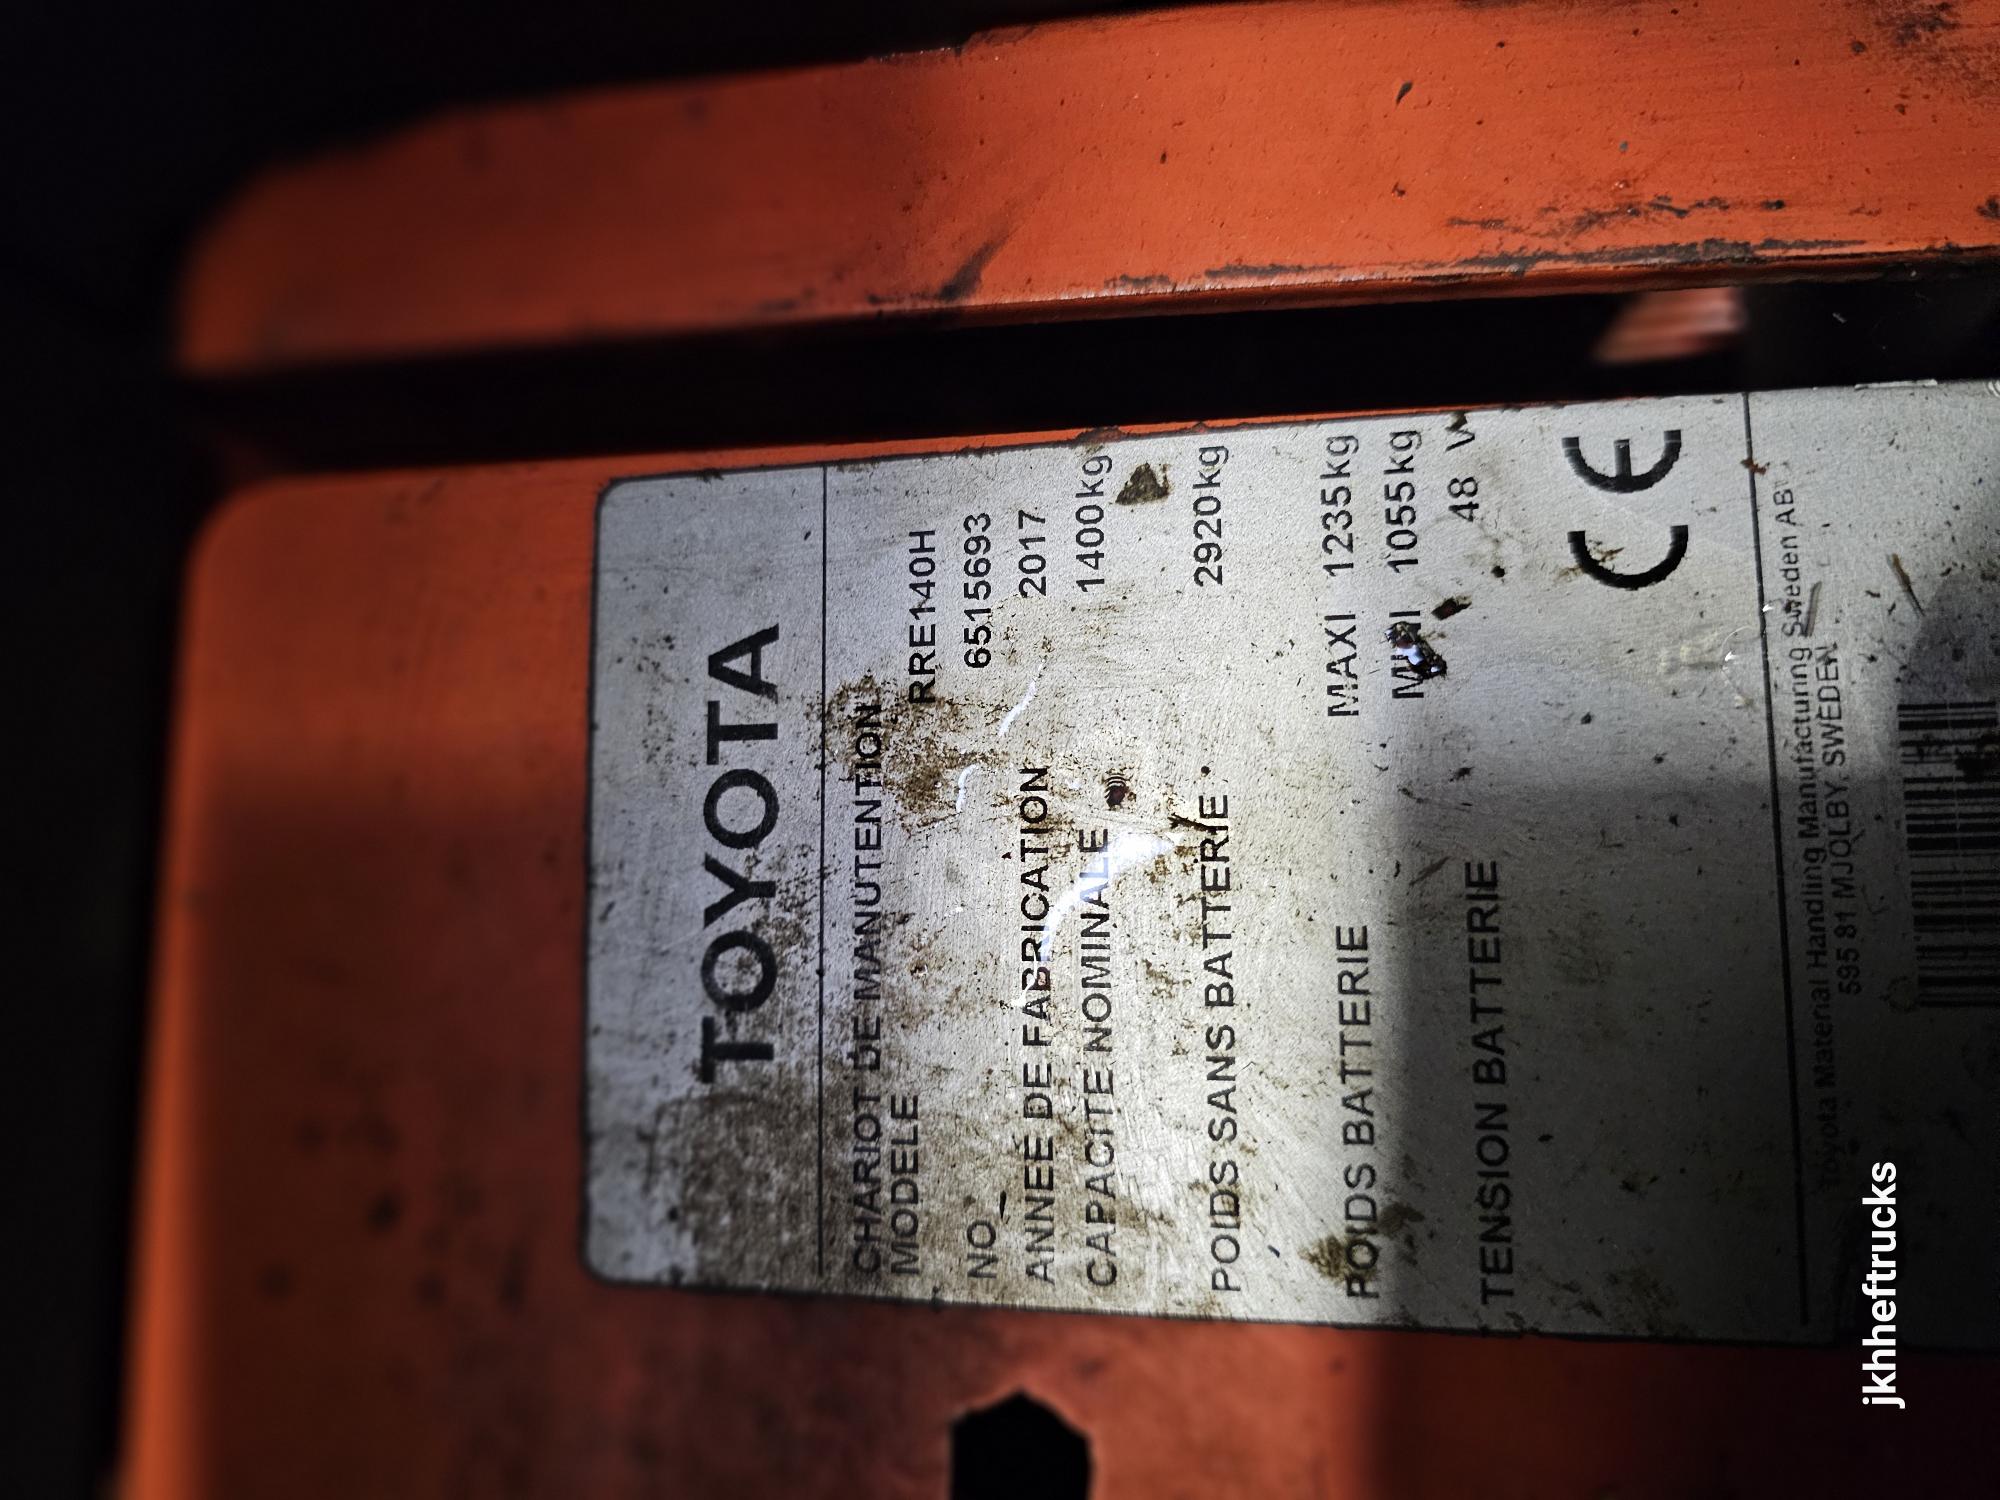 TOYOTA
CHARIOT DE MANUTENTION
MODELE RRE140H
NO 6515693
ANNEE DE FABRICATION 2017
CAPACITE NOMINALE 1400kg
POIDS SANS BATTERIE 2920kg
POIDS BATTERIE MAXI 1235kg
MINI 1055kg
TENSION BATTERIE 48 V
CE
Toyota Material Handling Manufacturing Sweden AB
595 81 MJOLBY, SWEDEN
jkhheftrucks